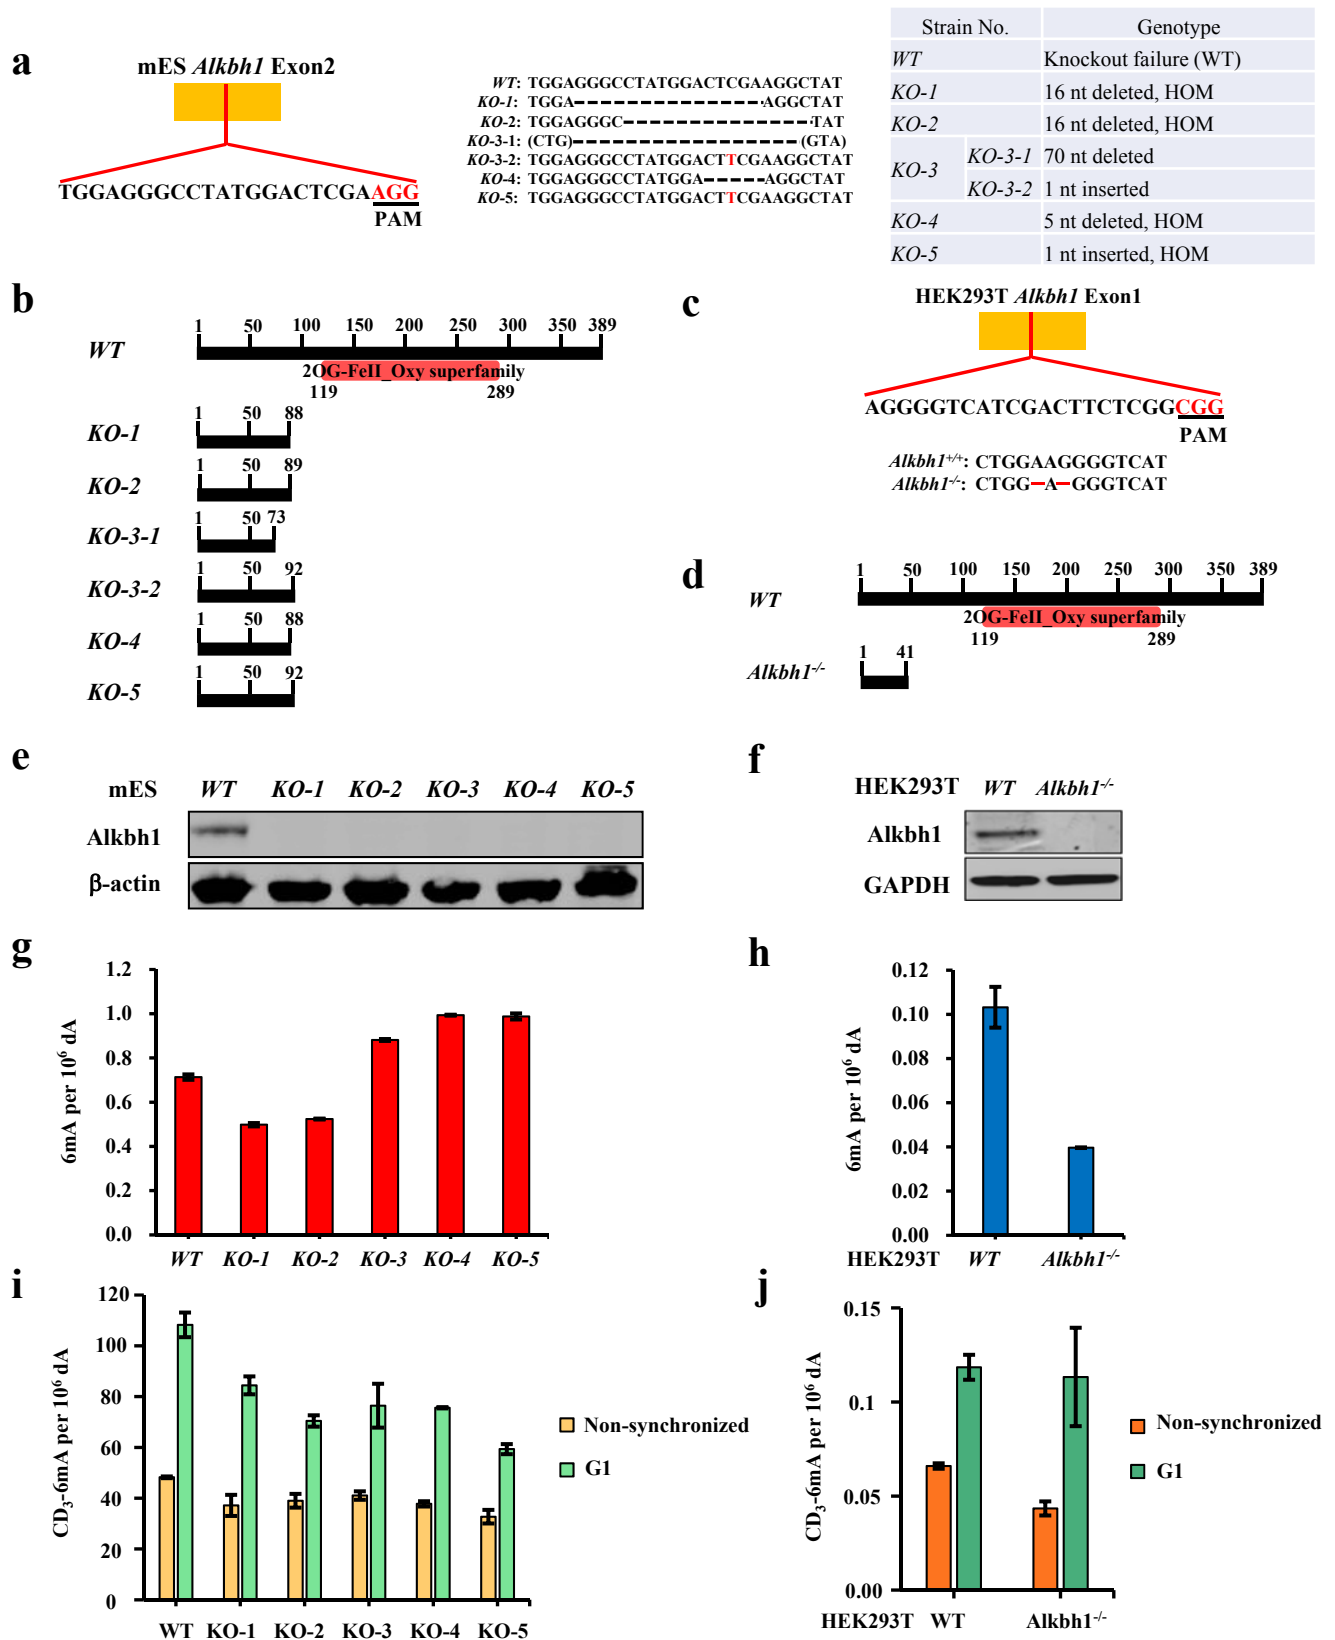 a
mES Alkbh1 Exon2
TGGAGGGCCTATGGACTCGAAGG
PAM
WT: TGGAGGGCCTATGGACTCGAAGGCTAT
KO-1: TGGA----------------AGGCTAT
KO-2: TGGAGGGC----------------TAT
KO-3-1: (CTG)--------------------(GTA)
KO-3-2: TGGAGGGCCTATGGACTTCGAAGGCTAT
KO-4: TGGAGGGCCTATGGA-----AGGCTAT
KO-5: TGGAGGGCCTATGGACTTCGAAGGCTAT
Strain No. Genotype
WT Knockout failure (WT)
KO-1 16 nt deleted, HOM
KO-2 16 nt deleted, HOM
KO-3 KO-3-1 70 nt deleted
KO-3-2 1 nt inserted
KO-4 5 nt deleted, HOM
KO-5 1 nt inserted, HOM
b
1 50 100 150 200 250 300 350 389
WT
2OG-FeII_Oxy superfamily
119 289
1 50 88
KO-1
1 50 89
KO-2
1 50 73
KO-3-1
1 50 92
KO-3-2
1 50 88
KO-4
1 50 92
KO-5
c
HEK293T Alkbh1 Exon1
AGGGGTCATCGACTTCTCGGCGG
PAM
Alkbh1+/+: CTGGAAGGGGTCAT
Alkbh1-/-: CTGG-A-GGGTCAT
d
1 50 100 150 200 250 300 350 389
WT
2OG-FeII_Oxy superfamily
119 289
1 41
Alkbh1-/-
e
mES WT KO-1 KO-2 KO-3 KO-4 KO-5
Alkbh1
β-actin
f
HEK293T WT Alkbh1-/-
Alkbh1
GAPDH
g
6mA per 10⁶ dA
1.2
1.0
0.8
0.6
0.4
0.2
0.0
WT KO-1 KO-2 KO-3 KO-4 KO-5
h
6mA per 10⁶ dA
0.12
0.10
0.08
0.06
0.04
0.02
0.00
HEK293T WT Alkbh1-/-
i
CD₃-6mA per 10⁶ dA
120
100
80
60
40
20
0
WT KO-1 KO-2 KO-3 KO-4 KO-5
Non-synchronized
G1
j
CD₃-6mA per 10⁶ dA
0.15
0.10
0.05
0.00
HEK293T WT Alkbh1-/-
Non-synchronized
G1